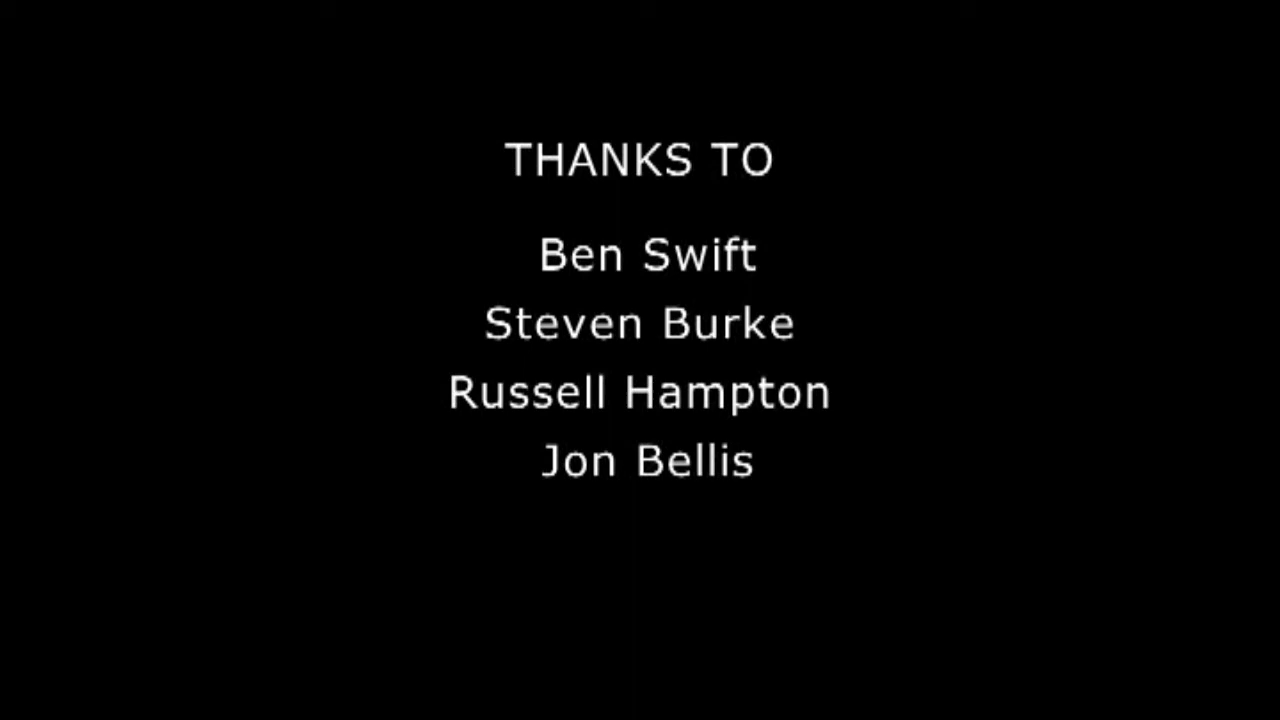 THANKS TO
Ben Swift
Steven Burke
Russell Hampton
Jon Bellis